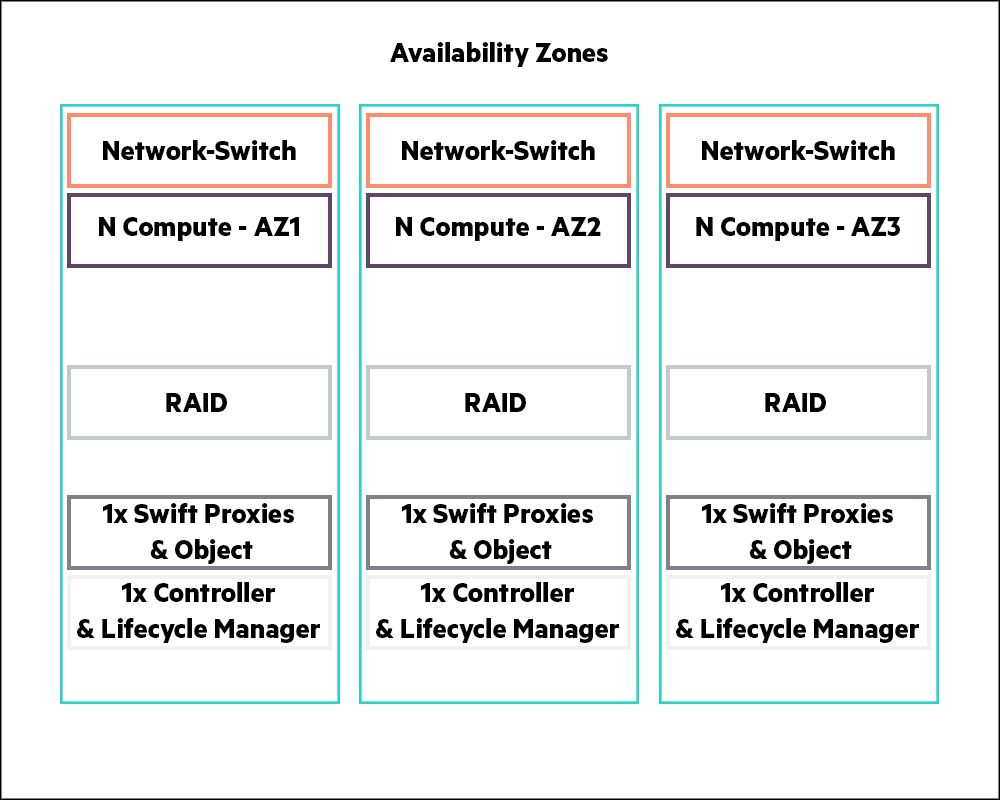 Availability Zones
Network-Switch
N Compute - AZ1
RAID
1x Swift Proxies
& Object
1x Controller
& Lifecycle Manager
Network-Switch
N Compute - AZ2
RAID
1x Swift Proxies
& Object
1x Controller
& Lifecycle Manager
Network-Switch
N Compute - AZ3
RAID
1x Swift Proxies
& Object
1x Controller
& Lifecycle Manager